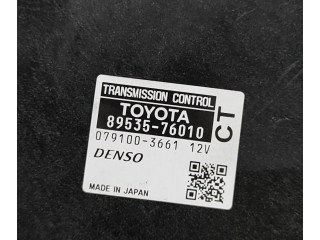 TRANSMISSION CONTROL
TOYOTA
89535-76010
CT
079100-3661 12V
DENSO
MADE IN JAPAN